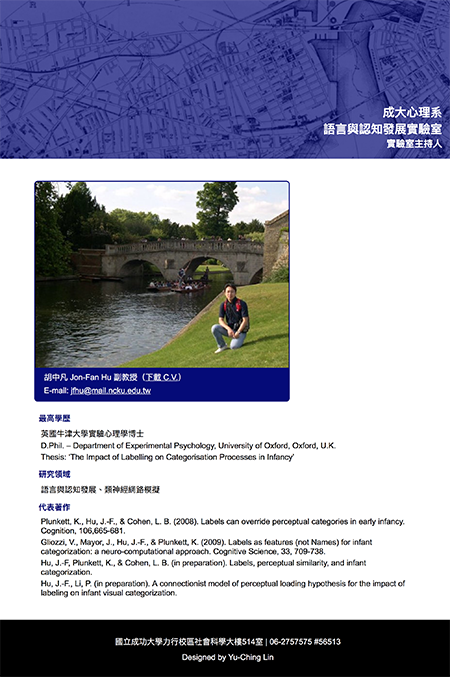 成大心理系
語言與認知發展實驗室
實驗室主持人
胡中凡 Jon-Fan Hu 副教授（下載 C.V.）
E-mail: jfhu@mail.ncku.edu.tw
最高學歷
英國牛津大學實驗心理學博士
D.Phil. – Department of Experimental Psychology, University of Oxford, Oxford, U.K.
Thesis: ‘The Impact of Labelling on Categorisation Processes in Infancy’
研究領域
語言與認知發展、類神經網路模擬
代表著作
Plunkett, K., Hu, J.-F., & Cohen, L. B. (2008). Labels can override perceptual categories in early infancy.
Cognition, 106,665-681.
Gliozzi, V., Mayor, J., Hu, J.-F., & Plunkett, K. (2009). Labels as features (not Names) for infant
categorization: a neuro-computational approach. Cognitive Science, 33, 709-738.
Hu, J.-F, Plunkett, K., & Cohen, L. B. (in preparation). Labels, perceptual similarity, and infant
categorization.
Hu, J.-F., Li, P. (in preparation). A connectionist model of perceptual loading hypothesis for the impact of
labeling on infant visual categorization.
國立成功大學力行校區社會科學大樓514室 | 06-2757575 #56513
Designed by Yu-Ching Lin